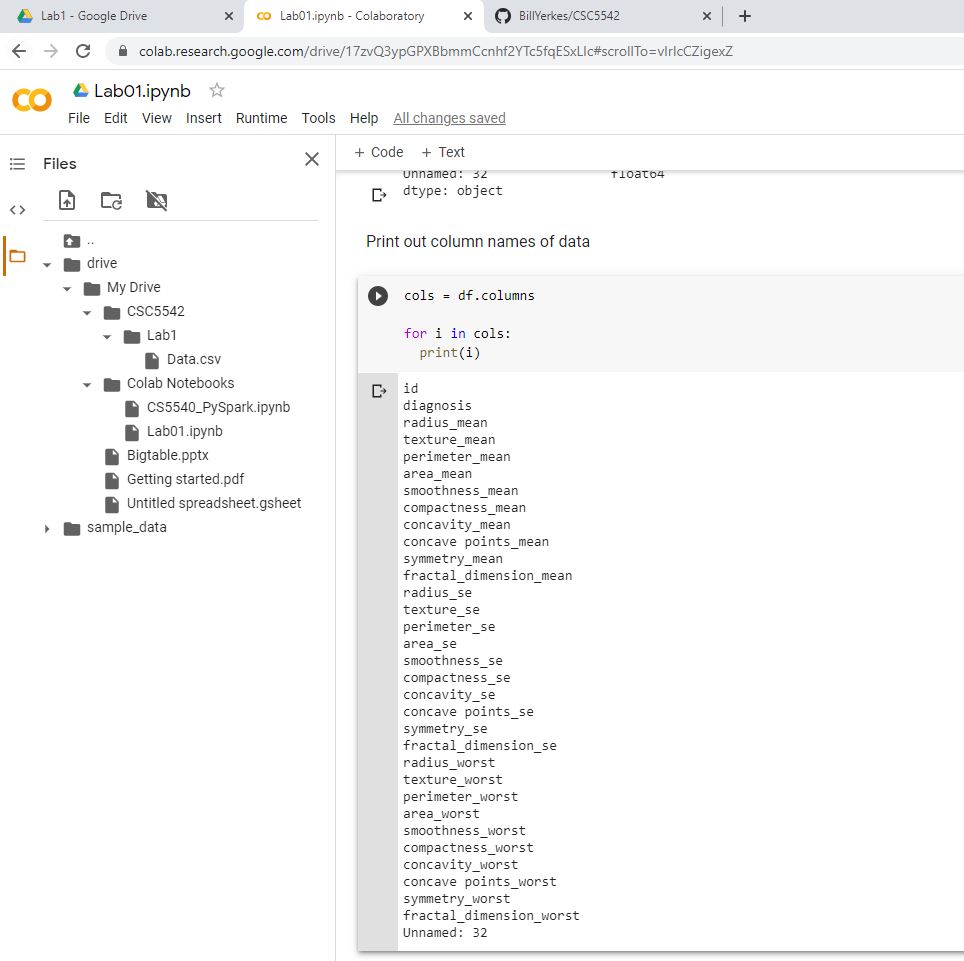 Lab1 - Google Drive
Lab01.ipynb - Colaboratory
BillYerkes/CSC5542
colab.research.google.com/drive/17zvQ3ypGPXBbmmCcnhf2YTc5fqESxLIc#scrollTo=vIrIcCZigexZ
CO
Lab01.ipynb
File Edit View Insert Runtime Tools Help All changes saved
Files
+ Code + Text
..
drive
My Drive
CSC5542
Lab1
Data.csv
Colab Notebooks
CS5540_PySpark.ipynb
Lab01.ipynb
Bigtable.pptx
Getting started.pdf
Untitled spreadsheet.gsheet
sample_data
Unnamed: 32 float64
dtype: object
Print out column names of data
cols = df.columns
for i in cols:
print(i)
id
diagnosis
radius_mean
texture_mean
perimeter_mean
area_mean
smoothness_mean
compactness_mean
concavity_mean
concave points_mean
symmetry_mean
fractal_dimension_mean
radius_se
texture_se
perimeter_se
area_se
smoothness_se
compactness_se
concavity_se
concave points_se
symmetry_se
fractal_dimension_se
radius_worst
texture_worst
perimeter_worst
area_worst
smoothness_worst
compactness_worst
concavity_worst
concave points_worst
symmetry_worst
fractal_dimension_worst
Unnamed: 32